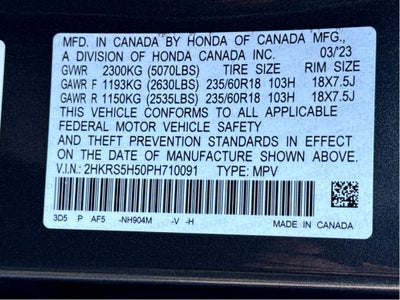 MFD. IN CANADA BY HONDA OF CANADA MFG.,
A DIVISION OF HONDA CANADA INC. 03/23
GVWR 2300KG (5070LBS) TIRE SIZE RIM SIZE
GAWR F 1193KG (2630LBS) 235/60R18 103H 18X7.5J
GAWR R 1150KG (2535LBS) 235/60R18 103H 18X7.5J
THIS VEHICLE CONFORMS TO ALL APPLICABLE
FEDERAL MOTOR VEHICLE SAFETY
AND THEFT PREVENTION STANDARDS IN EFFECT
ON THE DATE OF MANUFACTURE SHOWN ABOVE.
V.I.N.: 2HKRS5H50PH710091 TYPE: MPV
3D5 P AF5 -NH904M -V -H
MADE IN CANADA